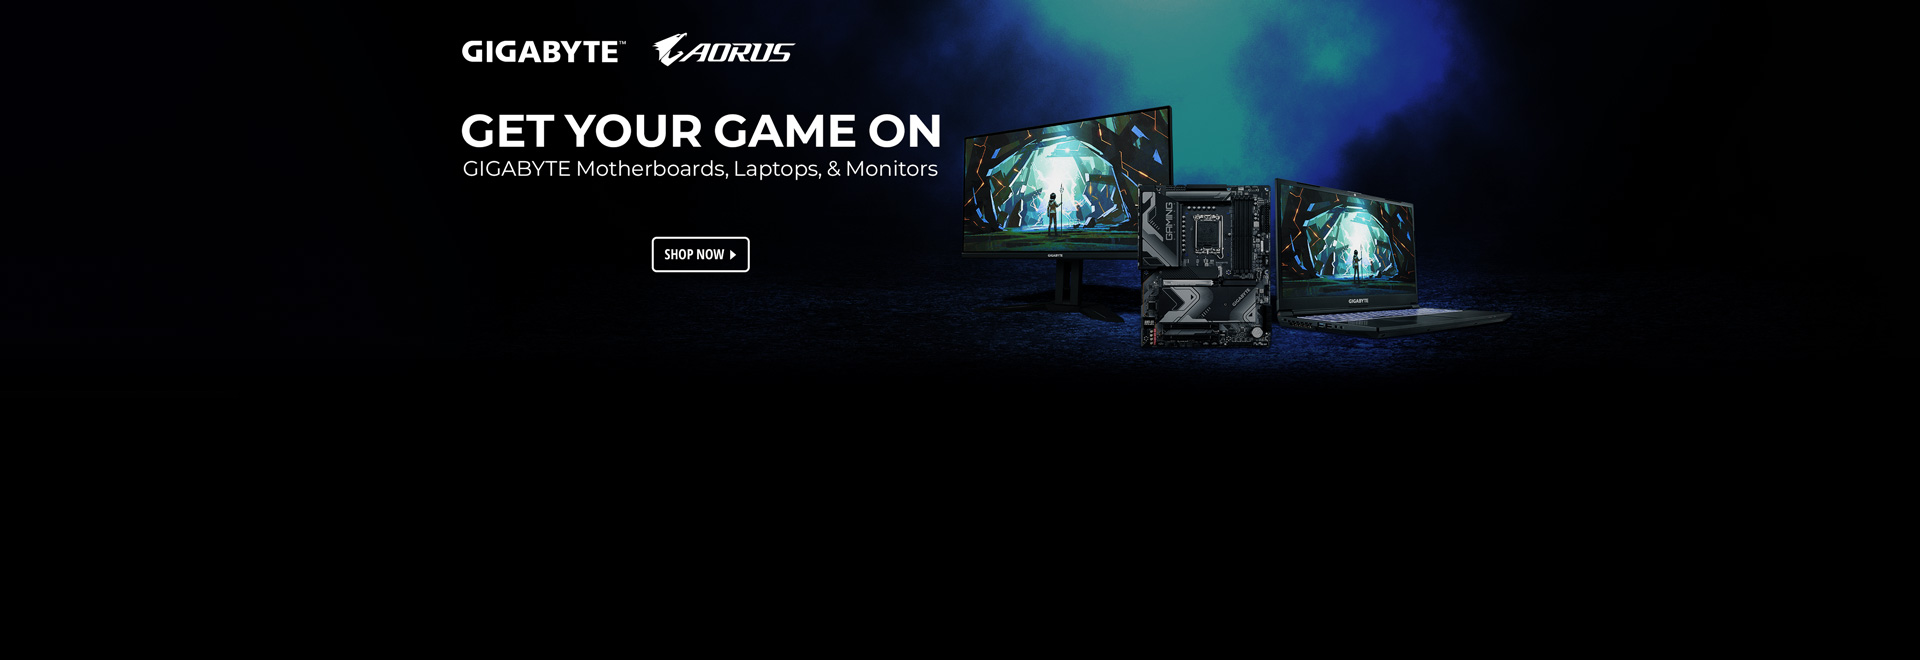 GIGABYTE™ AORUS
GET YOUR GAME ON
GIGABYTE Motherboards, Laptops, & Monitors
SHOP NOW
GIGABYTE
GAMING
GIGABYTE
GIGABYTE